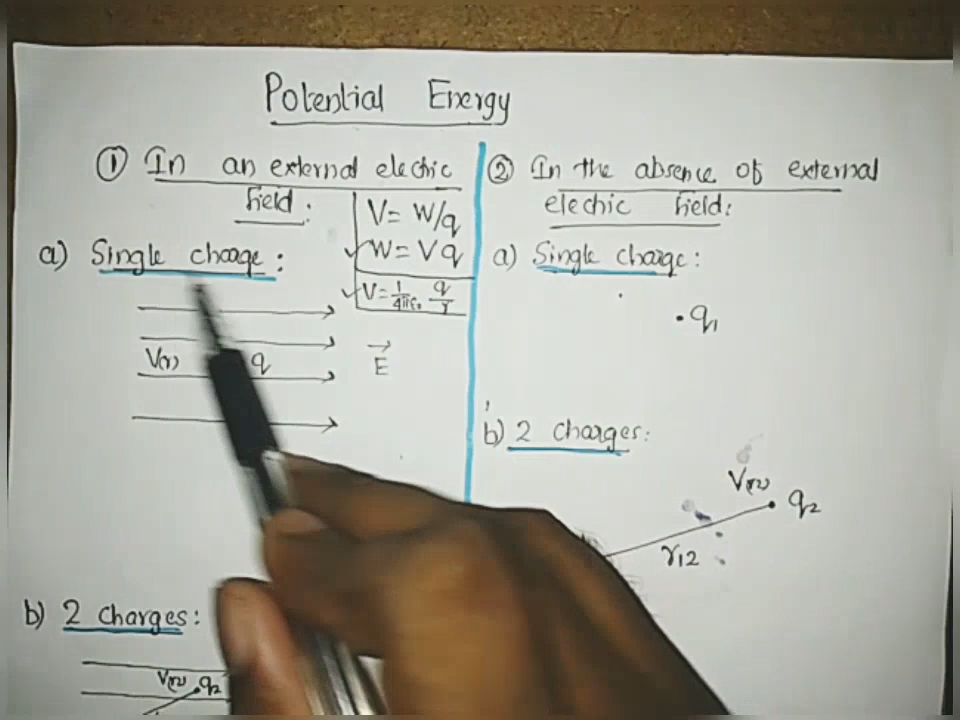 Potential Energy
① In an external electric
field:
V = W/q
W = Vq
V = 1/4πε₀ q/r
a) Single charge:
V(r) q
E
b) 2 Charges:
V(r₂) q₂
② In the absence of external
electric field:
a) Single charge:
q₁
b) 2 Charges:
V(r₂) q₂
r₁₂